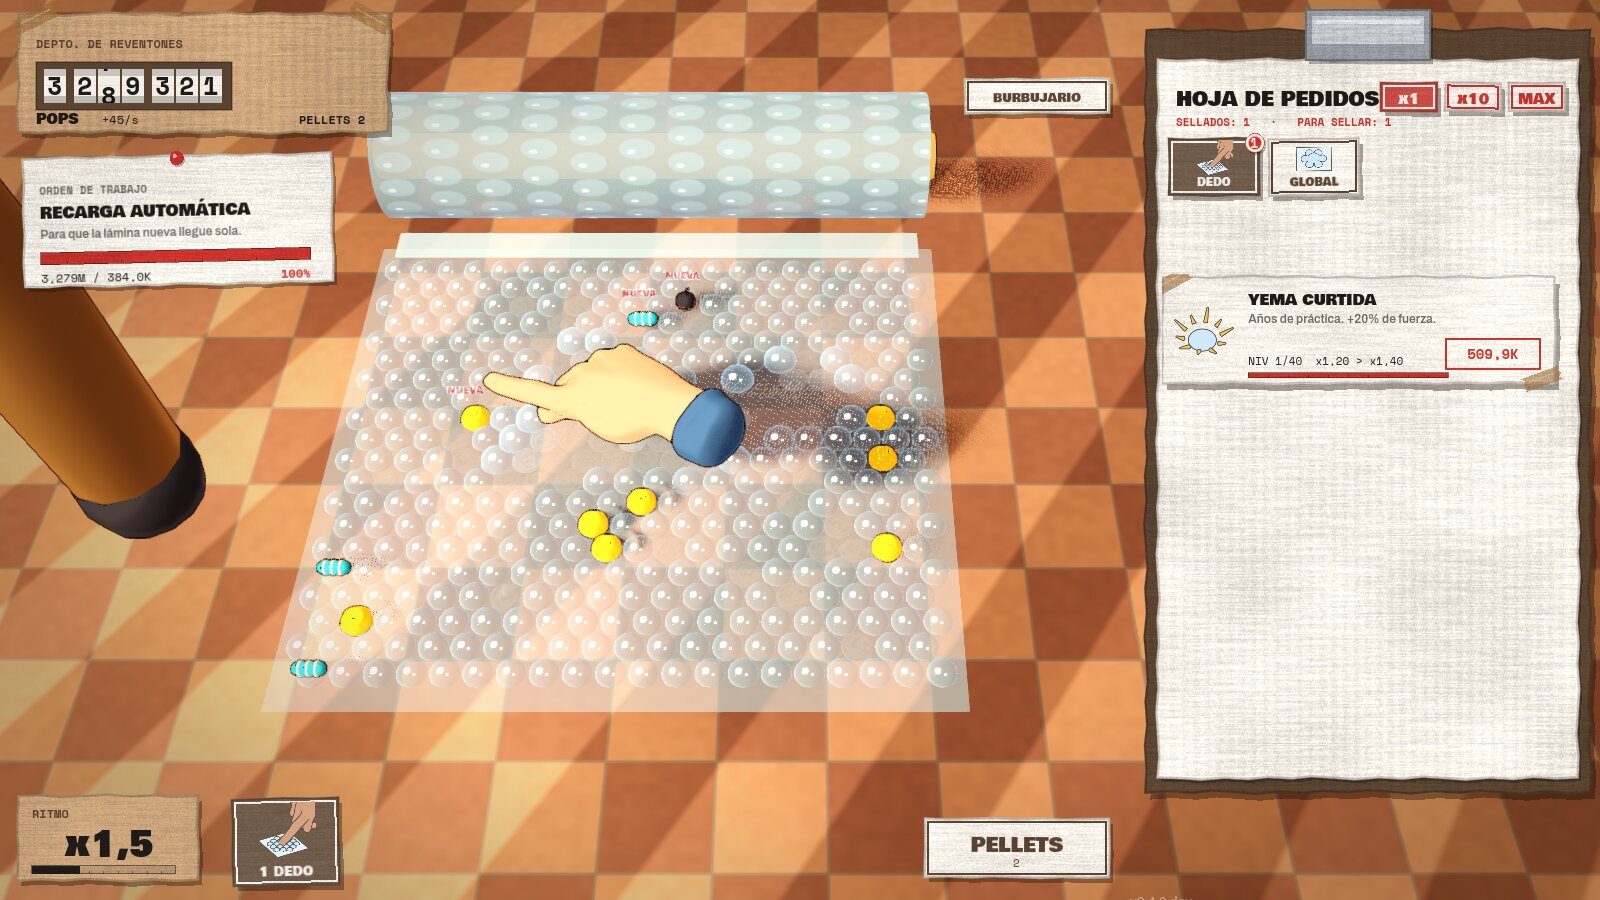 DEPTO. DE REVENTONES
321
POPS +45/s PELLETS 2
ORDEN DE TRABAJO
RECARGA AUTOMÁTICA
Para que la lámina nueva llegue sola.
3.279M / 384.0K 100%
BURBUJARIO
NUEVA
NUEVA
NUEVA
HOJA DE PEDIDOS x1 x10 MAX
SELLADOS: 1 · PARA SELLAR: 1
1
DEDO GLOBAL
YEMA CURTIDA
Años de práctica. +20% de fuerza.
NIV 1/40 x1,20 > x1,40 509,9K
RITMO
x1,5
1 DEDO
PELLETS
2